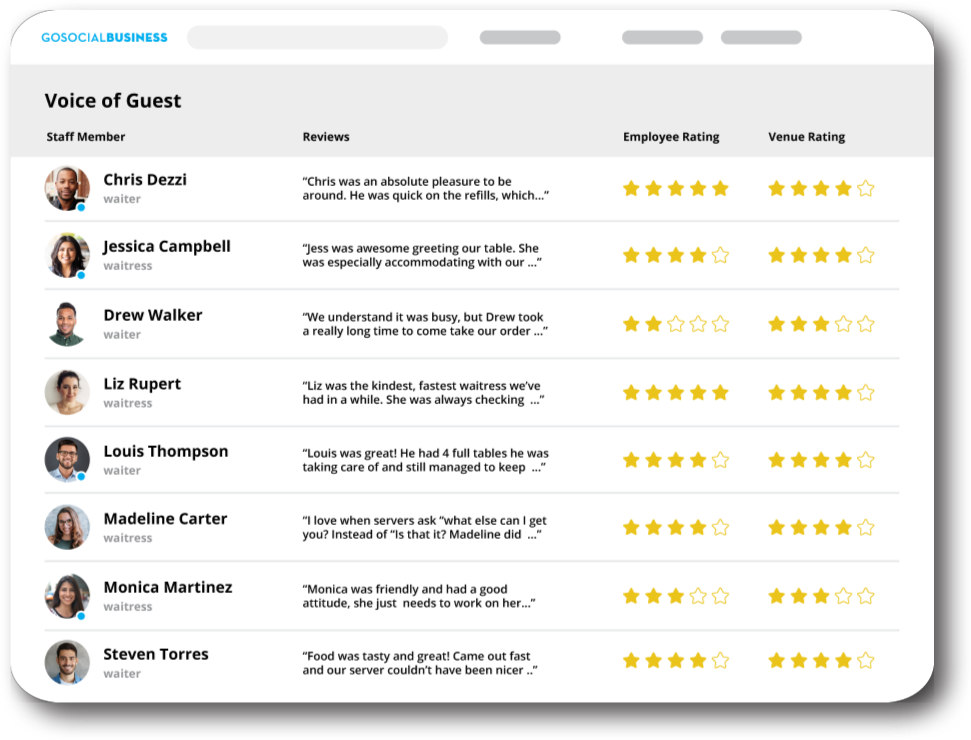 GOSOCIALBUSINESS
Voice of Guest
Staff Member Reviews Employee Rating Venue Rating
Chris Dezzi
waiter
“Chris was an absolute pleasure to be
around. He was quick on the refills, which...”
Jessica Campbell
waitress
“Jess was awesome greeting our table. She
was especially accommodating with our ...”
Drew Walker
waiter
“We understand it was busy, but Drew took
a really long time to come take our order ...”
Liz Rupert
waitress
“Liz was the kindest, fastest waitress we’ve
had in a while. She was always checking  ...”
Louis Thompson
waiter
“Louis was great! He had 4 full tables he was
taking care of and still managed to keep  ...”
Madeline Carter
waitress
“I love when servers ask “what else can I get
you? Instead of “Is that it? Madeline did  ...”
Monica Martinez
waitress
“Monica was friendly and had a good
attitude, she just  needs to work on her...”
Steven Torres
waiter
“Food was tasty and great! Came out fast
and our server couldn’t have been nicer ..”